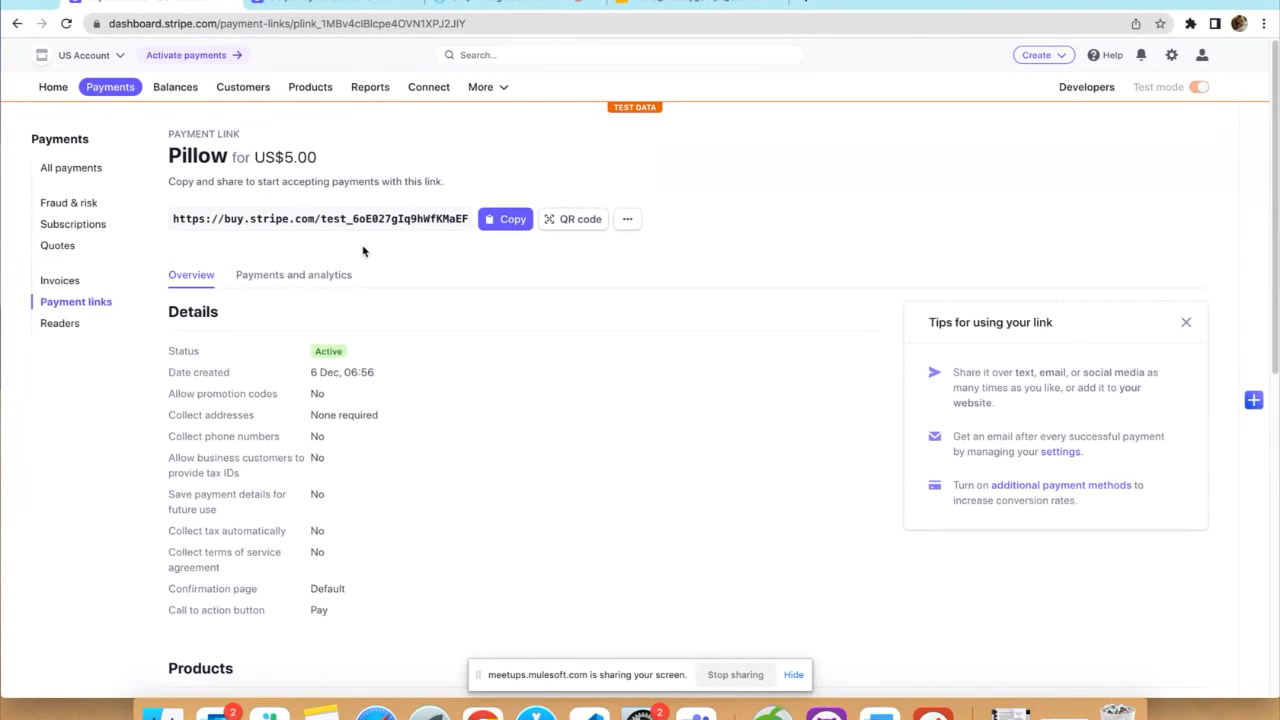 dashboard.stripe.com/payment-links/plink_1MBv4cIBlcpe4OVN1XPJ2JIY
US Account
Activate payments
Search...
Create
Help
Home
Payments
Balances
Customers
Products
Reports
Connect
More
Developers
Test mode
TEST DATA
Payments
All payments
Fraud & risk
Subscriptions
Quotes
Invoices
Payment links
Readers
PAYMENT LINK
Pillow for US$5.00
Copy and share to start accepting payments with this link.
https://buy.stripe.com/test_6oE027gIq9hWfKMaEF
Copy
QR code
Overview
Payments and analytics
Details
Status Active
Date created 6 Dec, 06:56
Allow promotion codes No
Collect addresses None required
Collect phone numbers No
Allow business customers to No
provide tax IDs
Save payment details for No
future use
Collect tax automatically No
Collect terms of service No
agreement
Confirmation page Default
Call to action button Pay
Products
Tips for using your link
Share it over text, email, or social media as
many times as you like, or add it to your
website.
Get an email after every successful payment
by managing your settings.
Turn on additional payment methods to
increase conversion rates.
meetups.mulesoft.com is sharing your screen.
Stop sharing
Hide
2
2